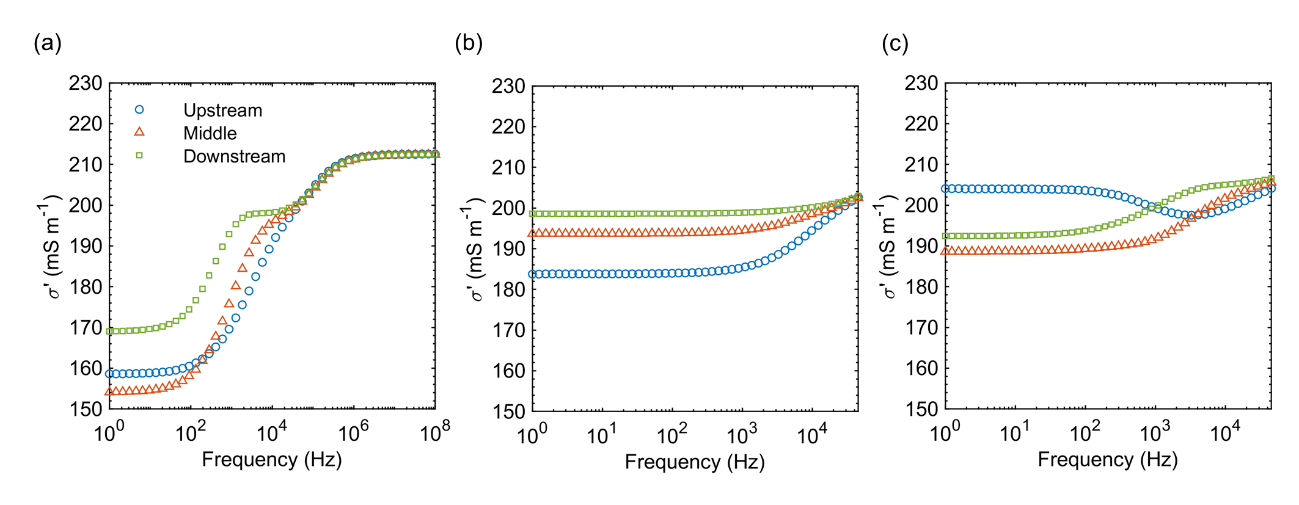 (a)
230
220
210
200
190
180
170
160
150
σ' (mS m⁻¹)
Upstream
Middle
Downstream
10⁰ 10² 10⁴ 10⁶ 10⁸
Frequency (Hz)
(b)
230
220
210
200
190
180
170
160
150
σ' (mS m⁻¹)
10⁰ 10¹ 10² 10³ 10⁴
Frequency (Hz)
(c)
230
220
210
200
190
180
170
160
150
σ' (mS m⁻¹)
10⁰ 10¹ 10² 10³ 10⁴
Frequency (Hz)